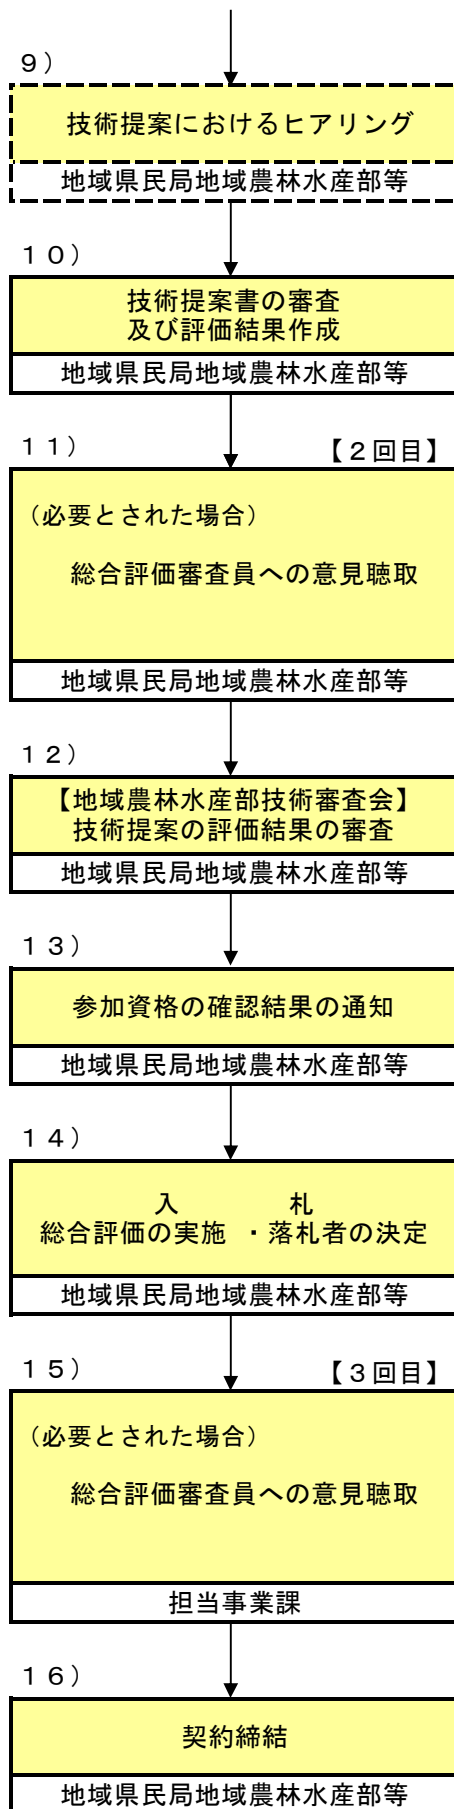 ９）
技術提案におけるヒアリング
地域県民局地域農林水産部等
１０）
技術提案書の審査
及び評価結果作成
地域県民局地域農林水産部等
１１）　【２回目】
（必要とされた場合）
総合評価審査員への意見聴取
地域県民局地域農林水産部等
１２）
【地域農林水産部技術審査会】
技術提案の評価結果の審査
地域県民局地域農林水産部等
１３）
参加資格の確認結果の通知
地域県民局地域農林水産部等
１４）
入　　　　札
総合評価の実施　・落札者の決定
地域県民局地域農林水産部等
１５）　【３回目】
（必要とされた場合）
総合評価審査員への意見聴取
担当事業課
１６）
契約締結
地域県民局地域農林水産部等